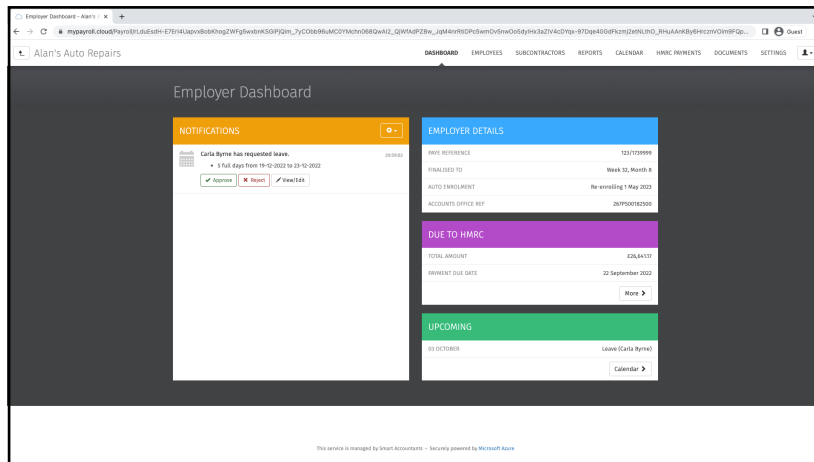 Employer Dashboard - Alan's A
Guest
Alan's Auto Repairs
DASHBOARD EMPLOYEES SUBCONTRACTORS REPORTS CALENDAR HMRC PAYMENTS DOCUMENTS SETTINGS
Employer Dashboard
NOTIFICATIONS
Carla Byrne has requested leave.
5 full days from 19-12-2022 to 23-12-2022
Approve Reject View/Edit
EMPLOYER DETAILS
PAYE REFERENCE 123/1739999
FINALISED TO Week 32, Month 8
AUTO ENROLMENT Re-enrolling 1 May 2023
ACCOUNTS OFFICE REF 267PS00182500
DUE TO HMRC
TOTAL AMOUNT £26,641.37
PAYMENT DUE DATE 22 September 2022
More
UPCOMING
03 OCTOBER Leave (Carla Byrne)
Calendar
This service is managed by Smart Accountants - Securely powered by Microsoft Azure